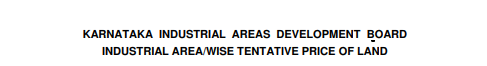 KARNATAKA INDUSTRIAL AREAS DEVELOPMENT BOARD
INDUSTRIAL AREA/WISE TENTATIVE PRICE OF LAND